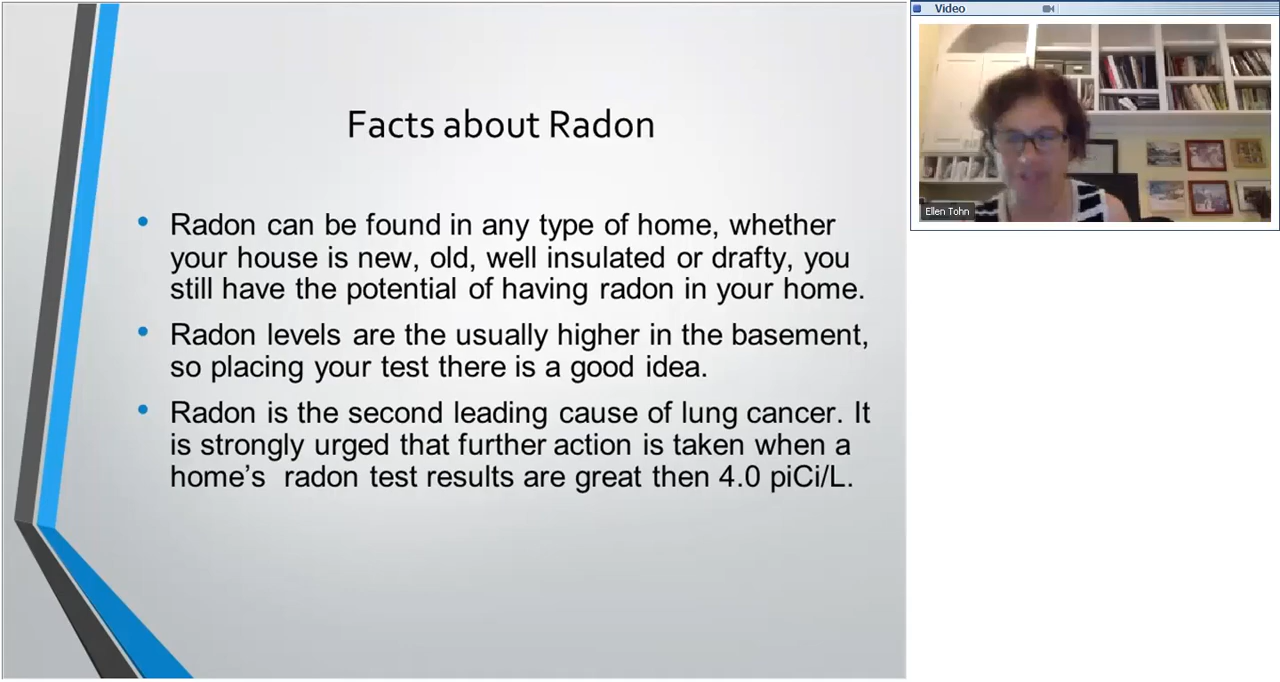 Facts about Radon
• Radon can be found in any type of home, whether
your house is new, old, well insulated or drafty, you
still have the potential of having radon in your home.
• Radon levels are the usually higher in the basement,
so placing your test there is a good idea.
• Radon is the second leading cause of lung cancer. It
is strongly urged that further action is taken when a
home’s  radon test results are great then 4.0 piCi/L.
Video
Ellen Tohn